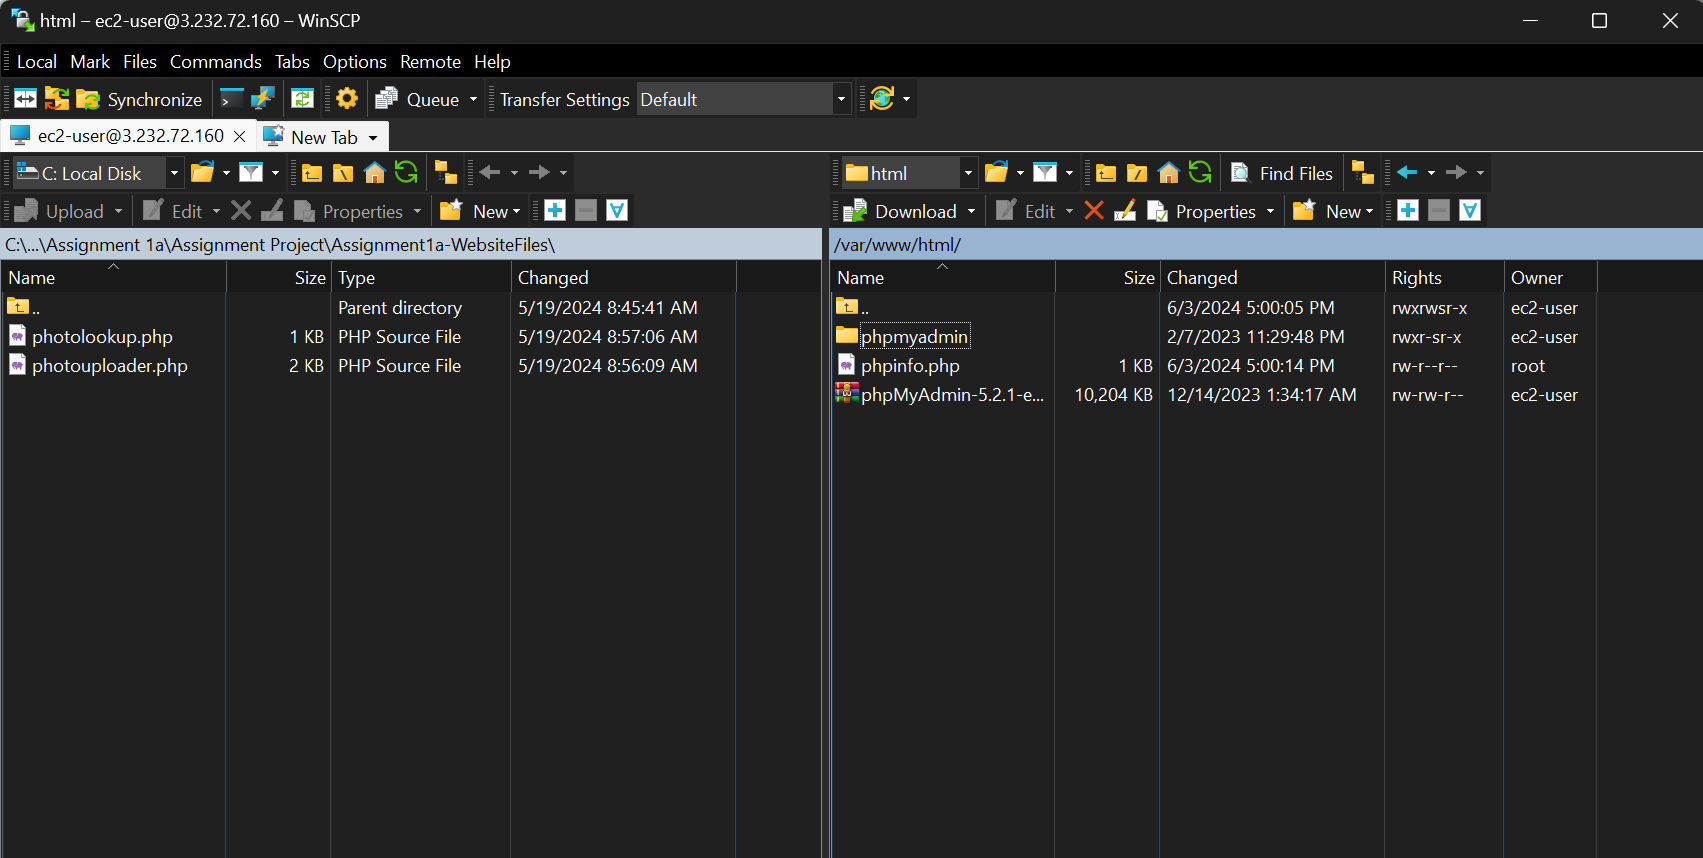 html – ec2-user@3.232.72.160 – WinSCP
Local Mark Files Commands Tabs Options Remote Help
Synchronize Queue Transfer Settings Default
ec2-user@3.232.72.160 New Tab
C: Local Disk
Upload Edit Properties New
C:\...\Assignment 1a\Assignment Project\Assignment1a-WebsiteFiles\
Name Size Type Changed
.. Parent directory 5/19/2024 8:45:41 AM
photolookup.php 1 KB PHP Source File 5/19/2024 8:57:06 AM
photouploader.php 2 KB PHP Source File 5/19/2024 8:56:09 AM
html Find Files
Download Edit Properties New
/var/www/html/
Name Size Changed Rights Owner
.. 6/3/2024 5:00:05 PM rwxrwsr-x ec2-user
phpmyadmin 2/7/2023 11:29:48 PM rwxr-sr-x ec2-user
phpinfo.php 1 KB 6/3/2024 5:00:14 PM rw-r--r-- root
phpMyAdmin-5.2.1-e... 10,204 KB 12/14/2023 1:34:17 AM rw-rw-r-- ec2-user